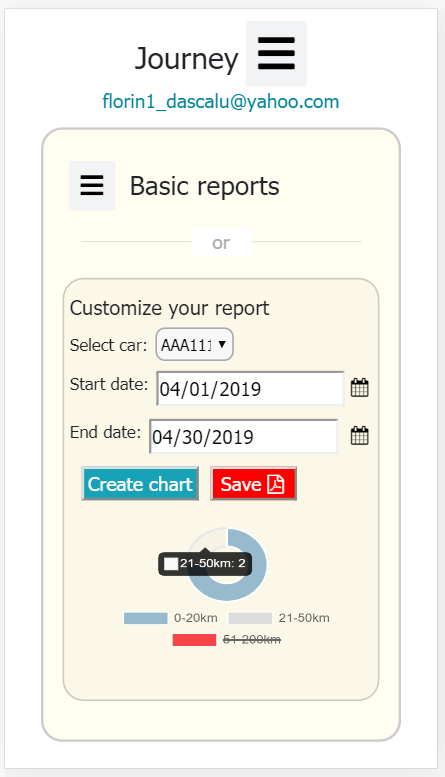 Journey
florin1_dascalu@yahoo.com
Basic reports
or
Customize your report
Select car: AAA111
Start date: 04/01/2019
End date: 04/30/2019
Create chart Save
21-50km: 2
0-20km 21-50km
51-200km